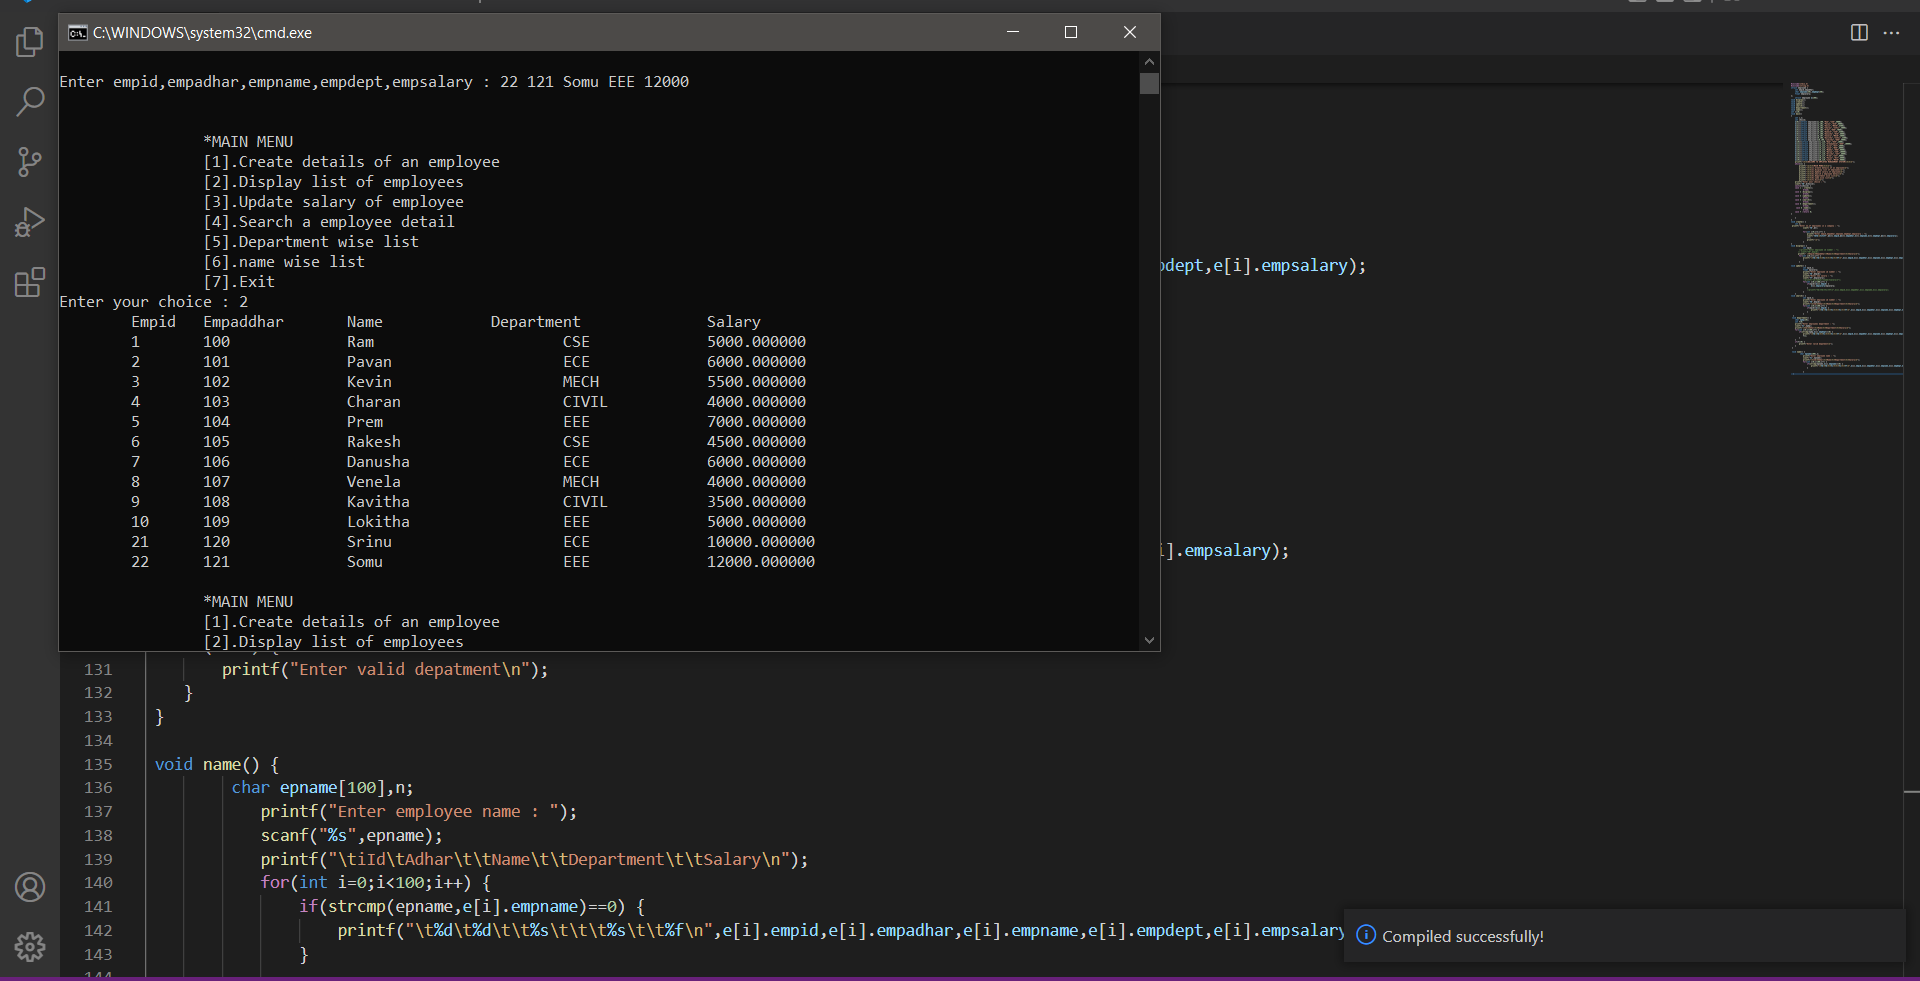 C:\WINDOWS\system32\cmd.exe
Enter empid,empadhar,empname,empdept,empsalary : 22 121 Somu EEE 12000
*MAIN MENU
[1].Create details of an employee
[2].Display list of employees
[3].Update salary of employee
[4].Search a employee detail
[5].Department wise list
[6].name wise list
[7].Exit
Enter your choice : 2
Empid Empaddhar Name Department Salary
1 100 Ram CSE 5000.000000
2 101 Pavan ECE 6000.000000
3 102 Kevin MECH 5500.000000
4 103 Charan CIVIL 4000.000000
5 104 Prem EEE 7000.000000
6 105 Rakesh CSE 4500.000000
7 106 Danusha ECE 6000.000000
8 107 Venela MECH 4000.000000
9 108 Kavitha CIVIL 3500.000000
10 109 Lokitha EEE 5000.000000
21 120 Srinu ECE 10000.000000
22 121 Somu EEE 12000.000000
*MAIN MENU
[1].Create details of an employee
[2].Display list of employees
pdept,e[i].empsalary);
i].empsalary);
131 printf("Enter valid depatment\n");
132 }
133 }
134
135 void name() {
136 char epname[100],n;
137 printf("Enter employee name : ");
138 scanf("%s",epname);
139 printf("\tiId\tAdhar\t\tName\t\tDepartment\t\tSalary\n");
140 for(int i=0;i<100;i++) {
141 if(strcmp(epname,e[i].empname)==0) {
142 printf("\t%d\t%d\t\t%s\t\t\t%s\t\t%f\n",e[i].empid,e[i].empadhar,e[i].empname,e[i].empdept,e[i].empsalary
143 }
144
Compiled successfully!